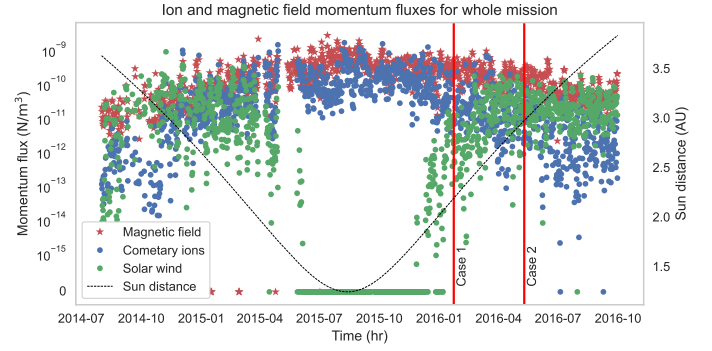 Ion and magnetic field momentum fluxes for whole mission
Momentum flux (N/m³)
10⁻⁹
10⁻¹⁰
10⁻¹¹
10⁻¹²
10⁻¹³
10⁻¹⁴
10⁻¹⁵
0
Magnetic field
Cometary ions
Solar wind
Sun distance
Case 1
Case 2
3.5
3.0
2.5
2.0
1.5
Sun distance (AU)
2014-07 2014-10 2015-01 2015-04 2015-07 2015-10 2016-01 2016-04 2016-07 2016-10
Time (hr)